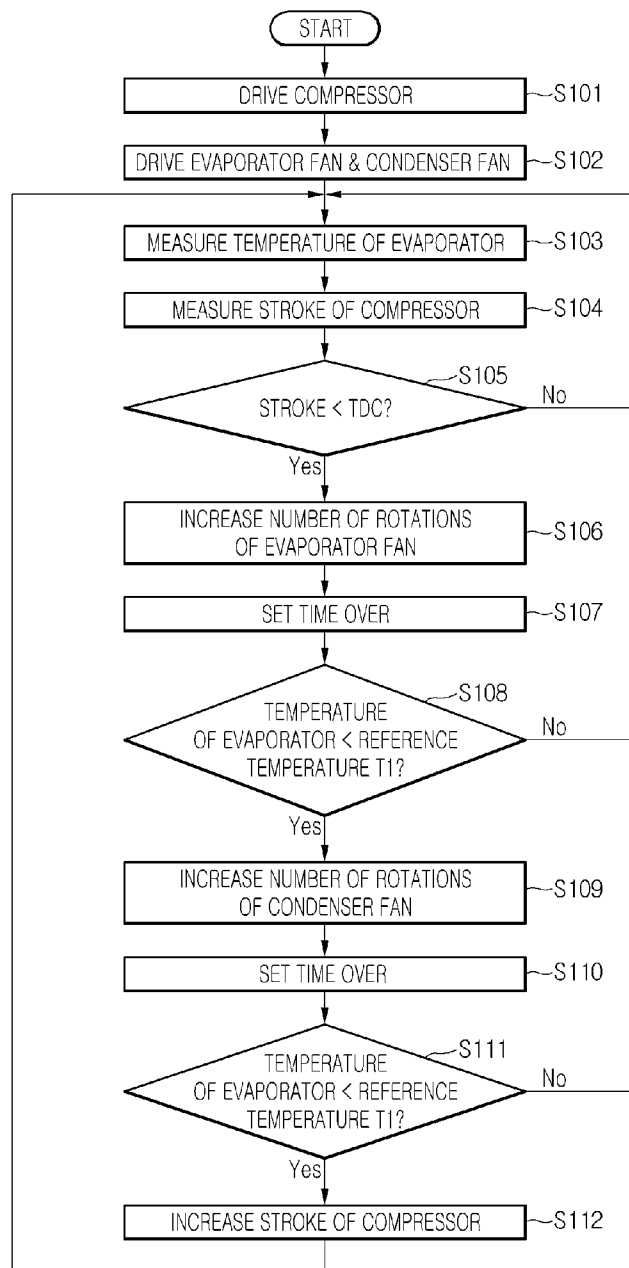 START
DRIVE COMPRESSOR
S101
DRIVE EVAPORATOR FAN & CONDENSER FAN
S102
MEASURE TEMPERATURE OF EVAPORATOR
S103
MEASURE STROKE OF COMPRESSOR
S104
S105
STROKE < TDC?
No
Yes
INCREASE NUMBER OF ROTATIONS
OF EVAPORATOR FAN
S106
SET TIME OVER
S107
S108
TEMPERATURE
OF EVAPORATOR < REFERENCE
TEMPERATURE T1?
No
Yes
INCREASE NUMBER OF ROTATIONS
OF CONDENSER FAN
S109
SET TIME OVER
S110
S111
TEMPERATURE
OF EVAPORATOR < REFERENCE
TEMPERATURE T1?
No
Yes
INCREASE STROKE OF COMPRESSOR
S112